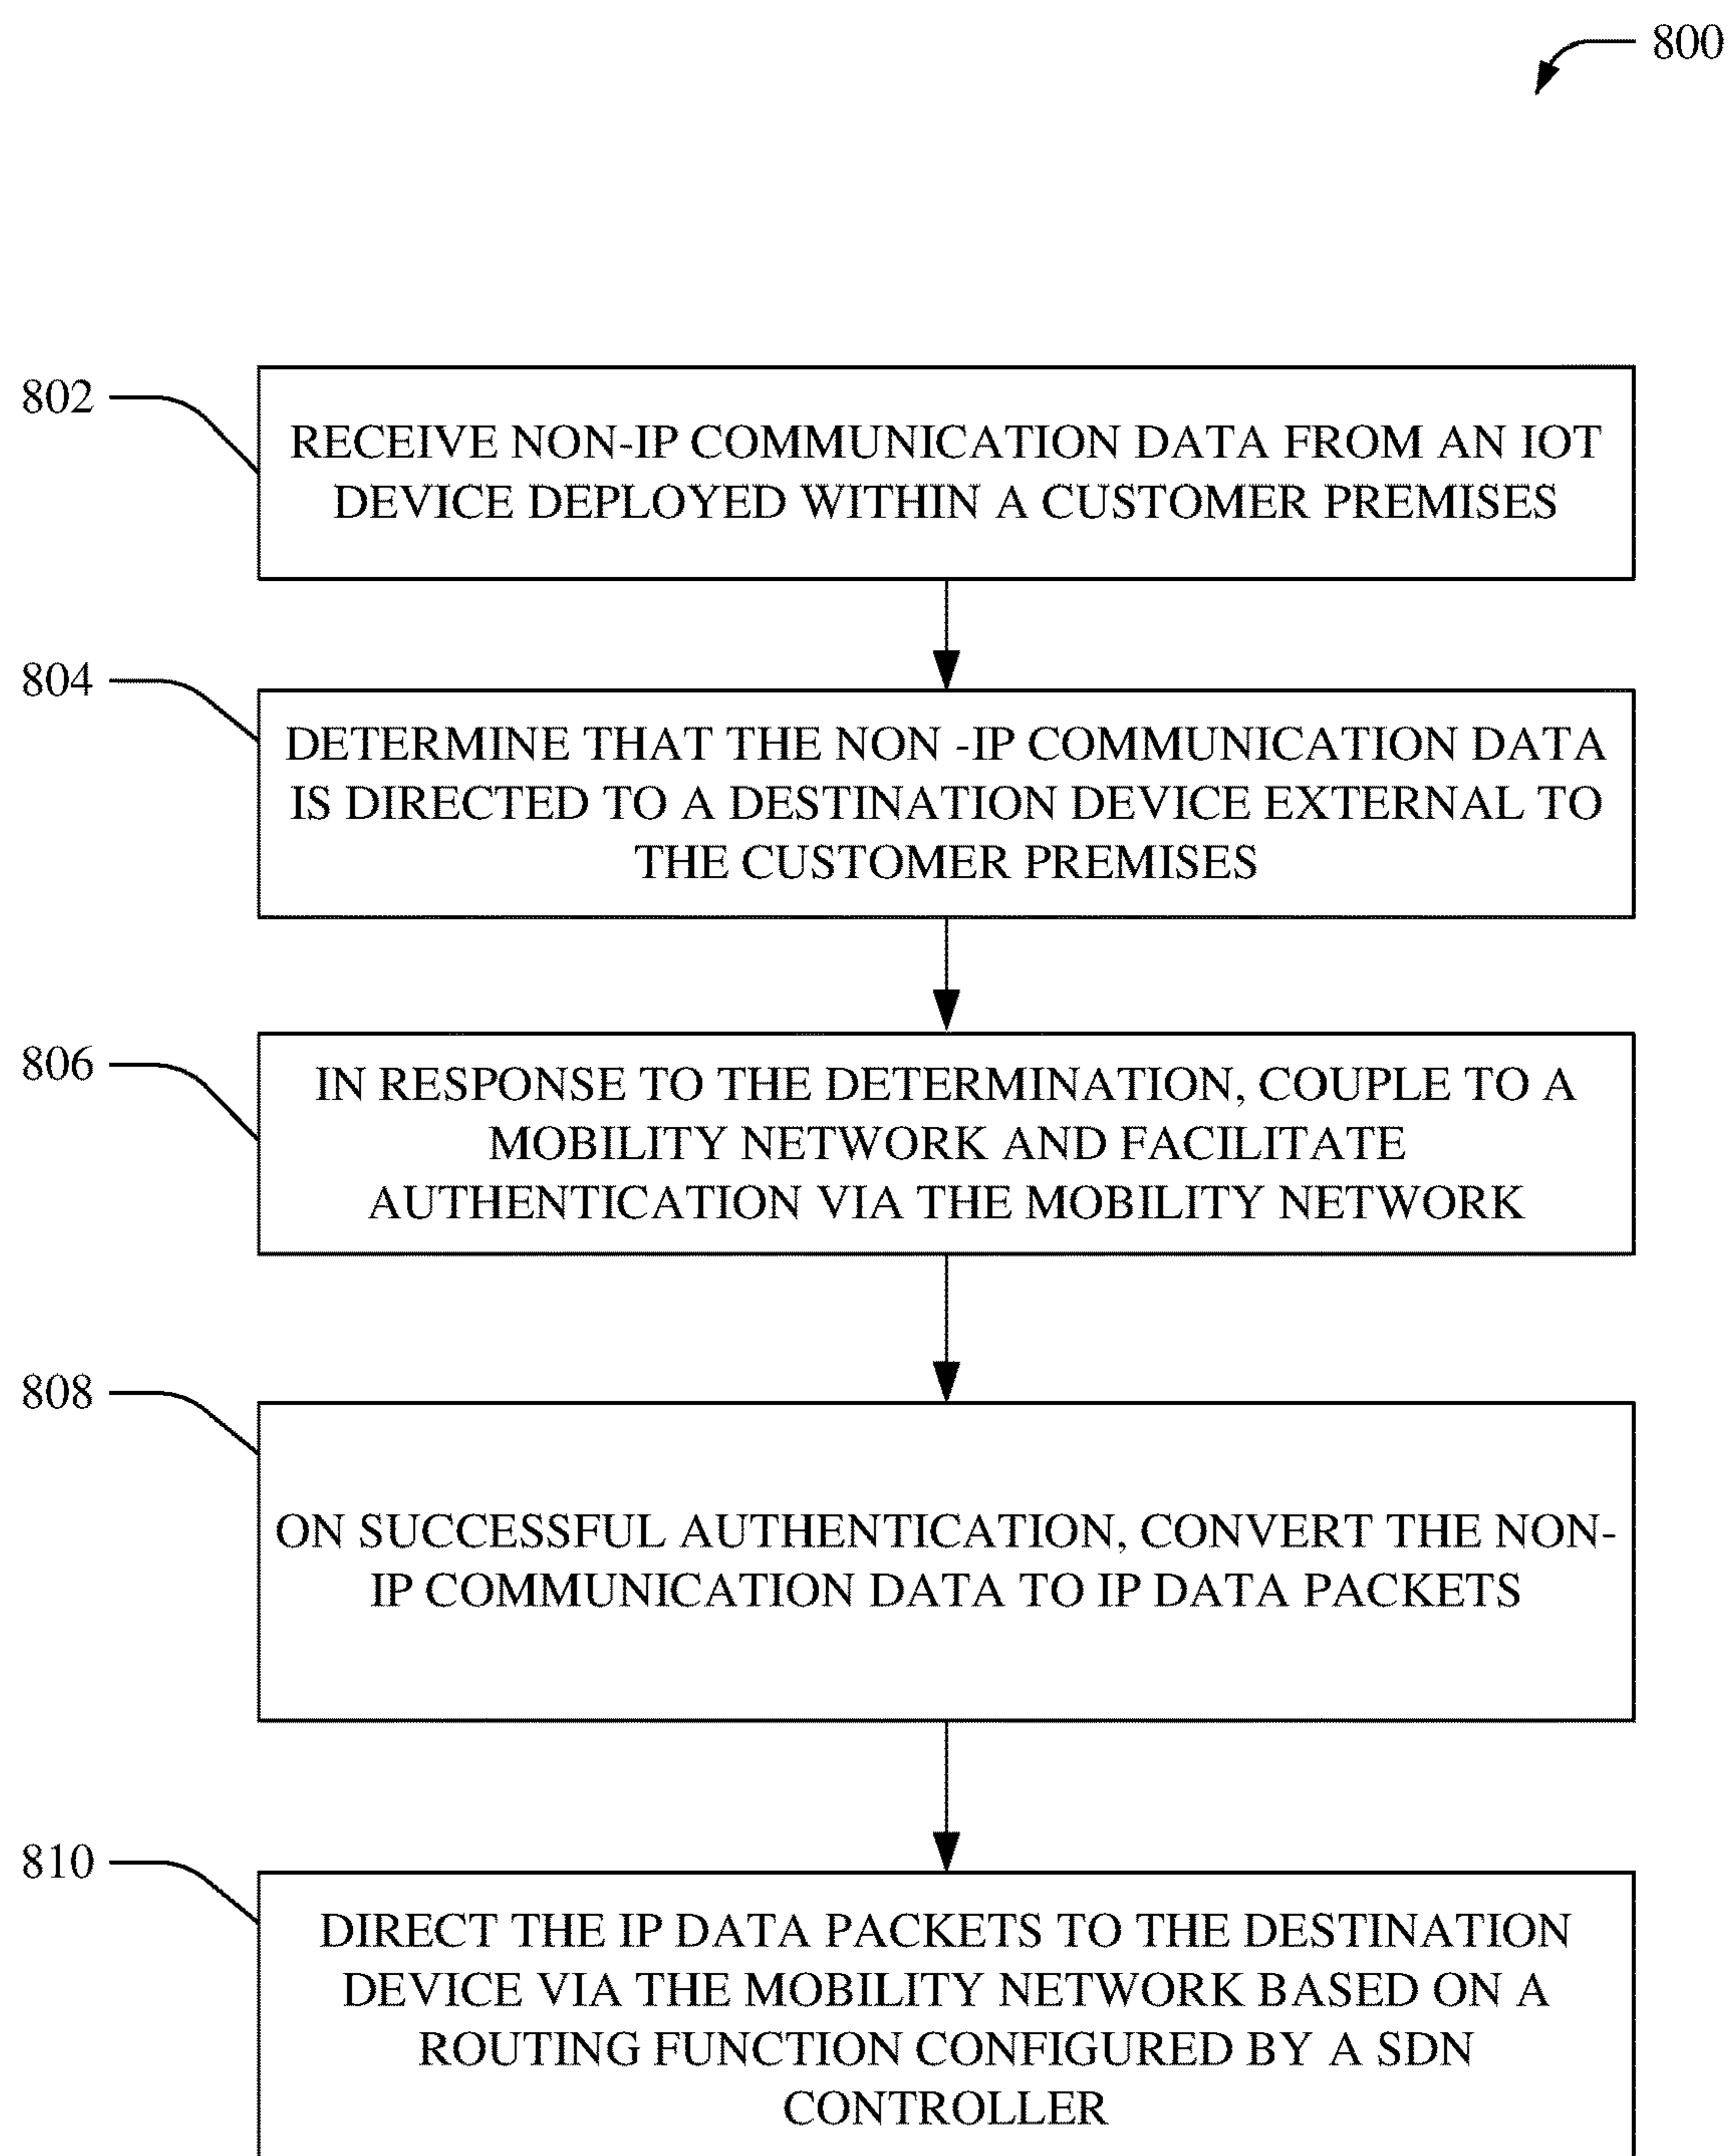 800
802
RECEIVE NON-IP COMMUNICATION DATA FROM AN IOT
DEVICE DEPLOYED WITHIN A CUSTOMER PREMISES
804
DETERMINE THAT THE NON -IP COMMUNICATION DATA
IS DIRECTED TO A DESTINATION DEVICE EXTERNAL TO
THE CUSTOMER PREMISES
806
IN RESPONSE TO THE DETERMINATION, COUPLE TO A
MOBILITY NETWORK AND FACILITATE
AUTHENTICATION VIA THE MOBILITY NETWORK
808
ON SUCCESSFUL AUTHENTICATION, CONVERT THE NON-
IP COMMUNICATION DATA TO IP DATA PACKETS
810
DIRECT THE IP DATA PACKETS TO THE DESTINATION
DEVICE VIA THE MOBILITY NETWORK BASED ON A
ROUTING FUNCTION CONFIGURED BY A SDN
CONTROLLER